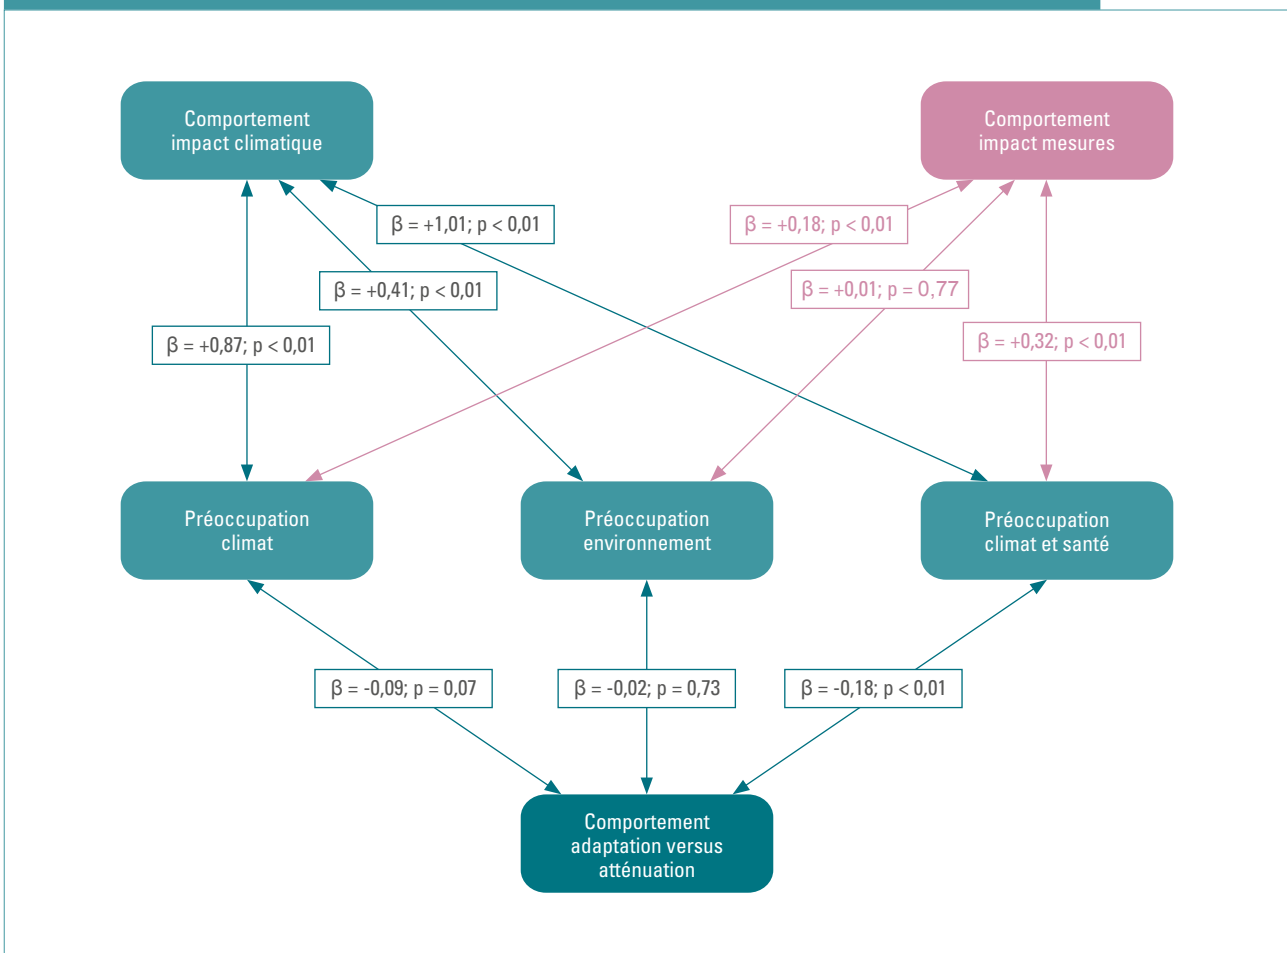 Comportement
impact climatique
Comportement
impact mesures
β = +1,01; p < 0,01
β = +0,18; p < 0,01
β = +0,41; p < 0,01
β = +0,01; p = 0,77
β = +0,87; p < 0,01
β = +0,32; p < 0,01
Préoccupation
climat
Préoccupation
environnement
Préoccupation
climat et santé
β = -0,09; p = 0,07
β = -0,02; p = 0,73
β = -0,18; p < 0,01
Comportement
adaptation versus
atténuation